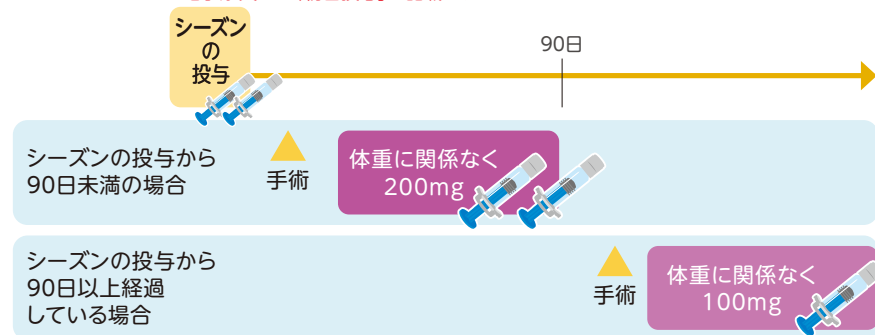 シーズン
の
投与
90日
シーズンの投与から
90日未満の場合
手術
体重に関係なく
200mg
シーズンの投与から
90日以上経過
している場合
手術
体重に関係なく
100mg